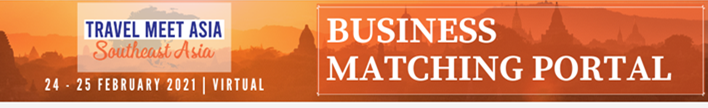 TRAVEL MEET ASIA
Southeast Asia
24 - 25 FEBRUARY 2021 | VIRTUAL
BUSINESS
MATCHING PORTAL